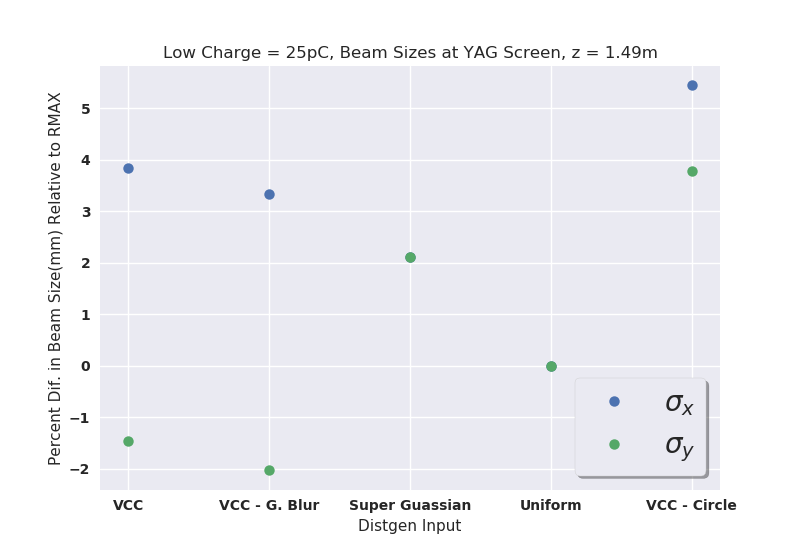 Low Charge = 25pC, Beam Sizes at YAG Screen, z = 1.49m
Percent Dif. in Beam Size(mm) Relative to RMAX
5
4
3
2
1
0
−1
−2
σx
σy
VCC
VCC - G. Blur
Super Guassian
Uniform
VCC - Circle
Distgen Input